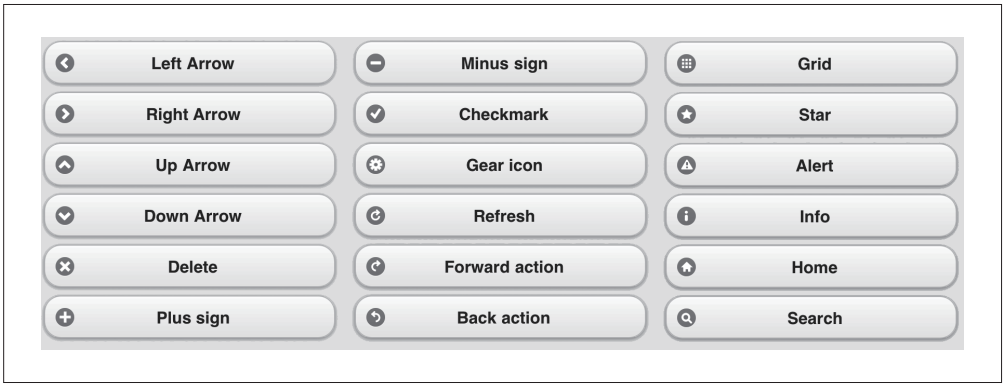 Left Arrow
Right Arrow
Up Arrow
Down Arrow
Delete
Plus sign
Minus sign
Checkmark
Gear icon
Refresh
Forward action
Back action
Grid
Star
Alert
Info
Home
Search